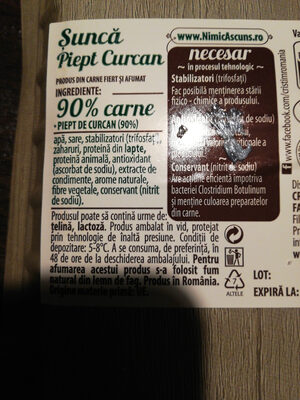 Șuncă
Piept Curcan
PRODUS DIN CARNE FIERT ȘI AFUMAT
INGREDIENTE:
90% carne
• PIEPT DE CURCAN (90%)
apă, sare, stabilizatori (trifosfați),
zaharuri, proteină din lapte,
proteină animală, antioxidant
(ascorbat de sodiu), extracte de
condimente, arome naturale,
fibre vegetale, conservant (nitrit
de sodiu).
Produsul poate să conțină urme de:
țelină, lactoză. Produs ambalat în vid, protejat
prin tehnologie de înaltă presiune. Condiții de
depozitare: 5-8°C. A se consuma, de preferință, în
48 de ore de la deschiderea ambalajului. Pentru
afumarea acestui produs s-a folosit fum
natural din lemn de fag. Produs în România.
Origine materie primă: UE.
www.NimicAscuns.ro
necesar
~ în procesul tehnologic ~
Stabilizatori (trifosfați)
Fac posibilă menținerea stării
fizico - chimice a produsului.
Conservant (nitrit de sodiu)
Are acțiune eficientă împotriva
bacteriei Clostridium Botulinum
și menține culoarea preparatelor
din carne.
7
ALTELE
cristimromania
LOT:
EXPIRĂ LA: